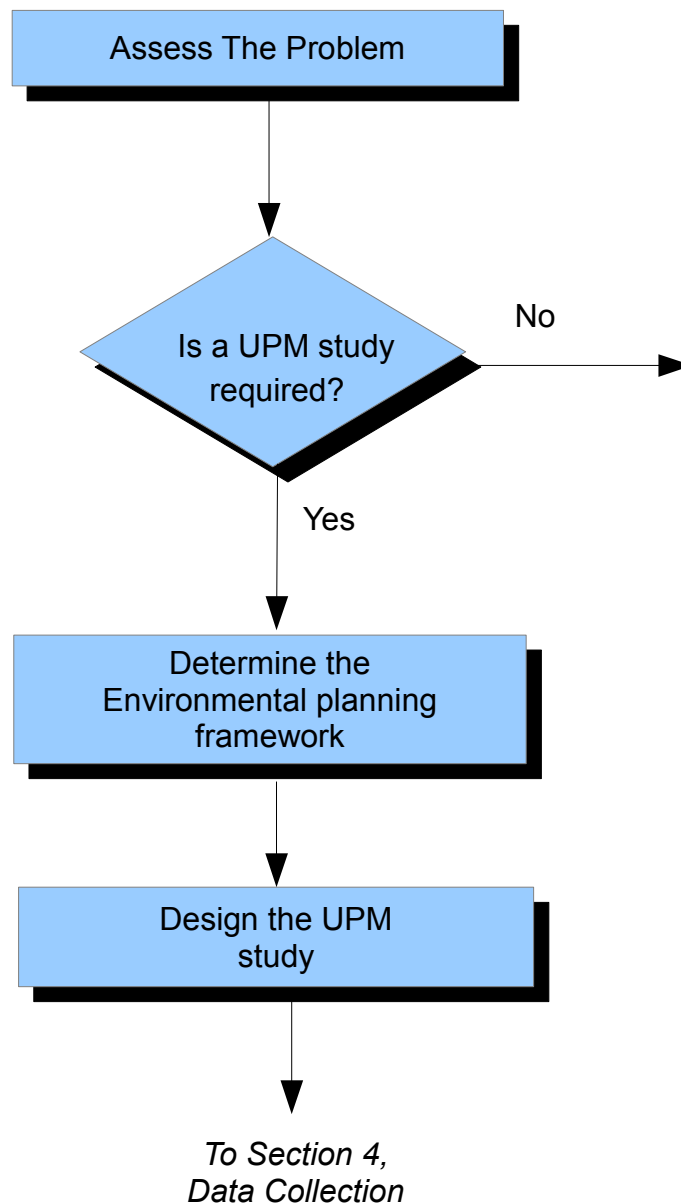 Assess The Problem
No
Is a UPM study
required?
Yes
Determine the
Environmental planning
framework
Design the UPM
study
To Section 4,
Data Collection